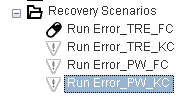 Recovery Scenarios
Run Error_TRE_FC
Run Error_TRE_KC
Run Error_PW_FC
Run Error_PW_KC